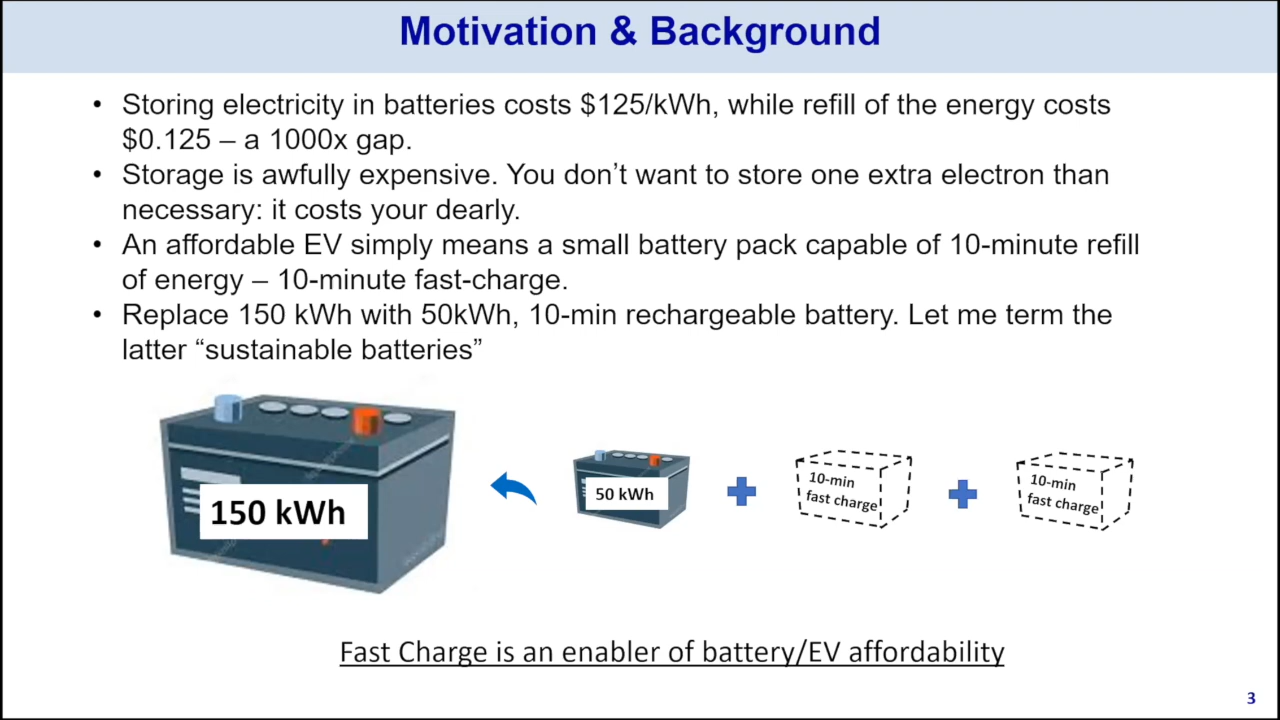 Motivation & Background
• Storing electricity in batteries costs $125/kWh, while refill of the energy costs
$0.125 – a 1000x gap.
• Storage is awfully expensive. You don’t want to store one extra electron than
necessary: it costs your dearly.
• An affordable EV simply means a small battery pack capable of 10-minute refill
of energy – 10-minute fast-charge.
• Replace 150 kWh with 50kWh, 10-min rechargeable battery. Let me term the
latter “sustainable batteries”
150 kWh
50 kWh
10-min
fast charge
10-min
fast charge
Fast Charge is an enabler of battery/EV affordability
3